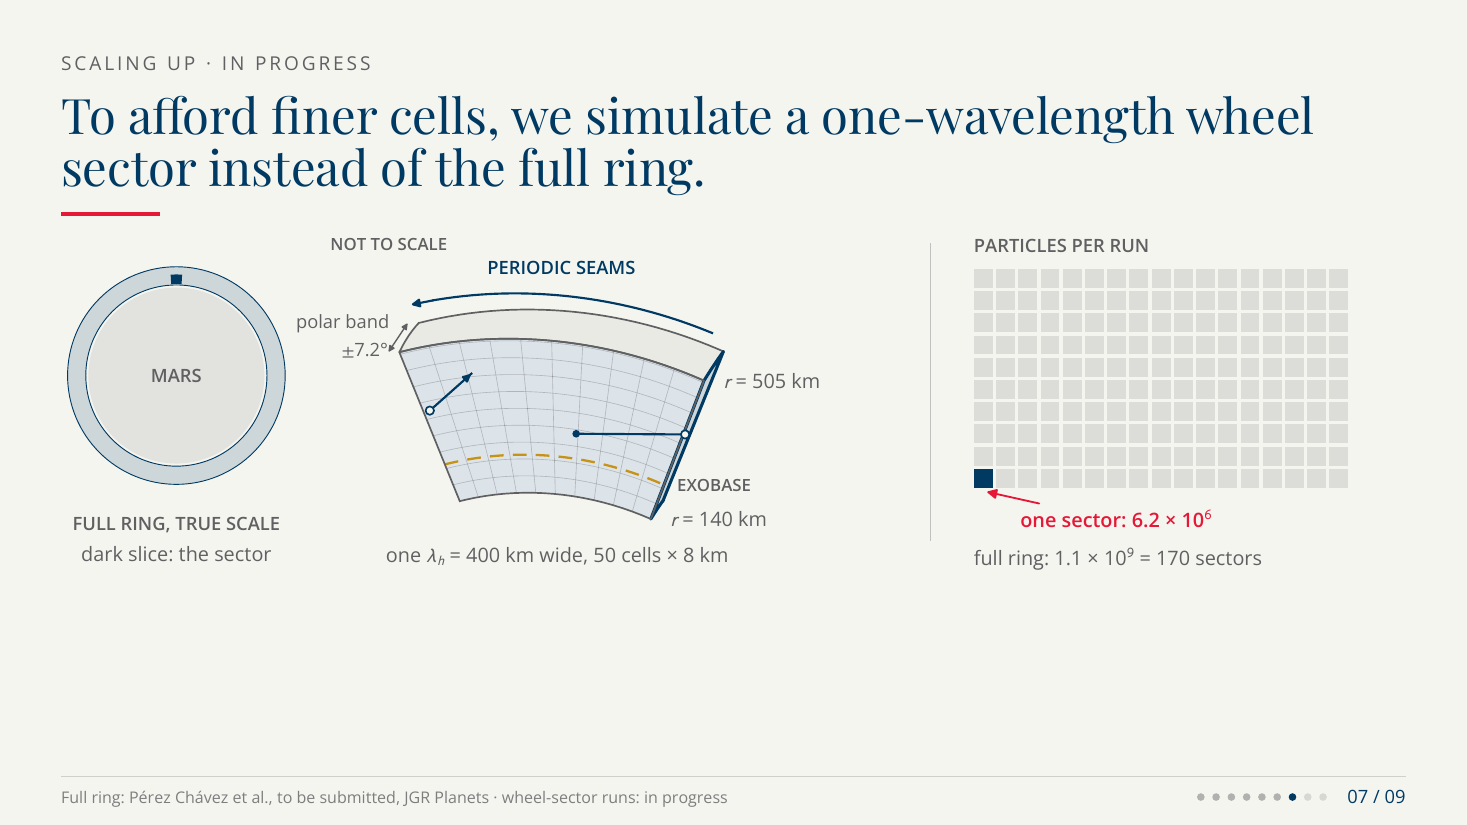 SCALING UP · IN PROGRESS
To afford finer cells, we simulate a one-wavelength wheel
sector instead of the full ring.
NOT TO SCALE
PERIODIC SEAMS
polar band
±7.2°
MARS
r = 505 km
EXOBASE
r = 140 km
FULL RING, TRUE SCALE
dark slice: the sector
one λₕ = 400 km wide, 50 cells × 8 km
PARTICLES PER RUN
one sector: 6.2 × 10⁶
full ring: 1.1 × 10⁹ = 170 sectors
Full ring: Pérez Chávez et al., to be submitted, JGR Planets · wheel-sector runs: in progress
07 / 09